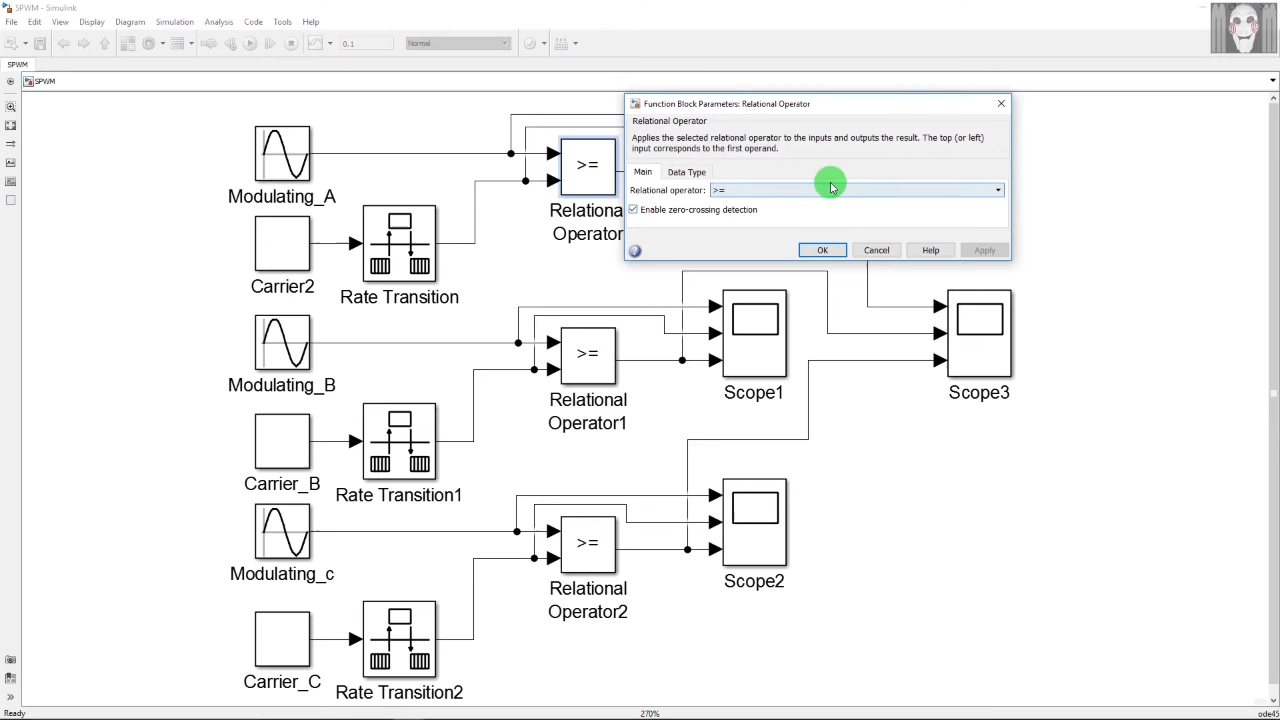 SPWM - Simulink
File Edit View Display Diagram Simulation Analysis Code Tools Help
0.1 Normal
SPWM
SPWM
Function Block Parameters: Relational Operator
Relational Operator
Applies the selected relational operator to the inputs and outputs the result. The top (or left)
input corresponds to the first operand.
Main Data Type
Relational operator: >=
Enable zero-crossing detection
OK Cancel Help Apply
Modulating_A
>=
Operator
Carrier2
Rate Transition
Modulating_B
>=
Relational
Operator1
Scope1
Scope3
Carrier_B
Rate Transition1
Modulating_c
>=
Relational
Operator2
Scope2
Carrier_C
Rate Transition2
Ready 270% ode45